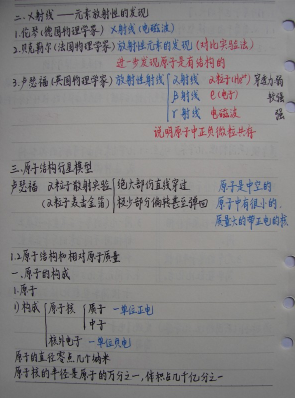 二.X射线——元素放射性的发现
1.伦琴(德国物理学家) X射线(电磁波)
2.贝克勒尔(法国物理学家) 放射性元素的发现 (对比实验法)
进一步发现原子是有结构的
3.卢瑟福(英国物理学家) 放射性射线 α射线 α粒子(He²⁺) 穿透力弱
β射线 e(电子) 较强
γ射线 电磁波 强
说明原子中正负微粒共存
三.原子结构行星模型
卢瑟福 α粒子散射实验 绝大部分直线穿过 原子是中空的
(α粒子轰击金箔) 极少部分偏转甚至弹回 原子中有很小的,
质量大的带正电的核
1.2原子结构和相对原子质量
一.原子的构成
1.原子
1)构成 原子核 质子 一单位正电
中子
核外电子 一单位负电
原子的直径零点几个纳米
原子核的半径是原子的万分之一,体积占几千亿分之一